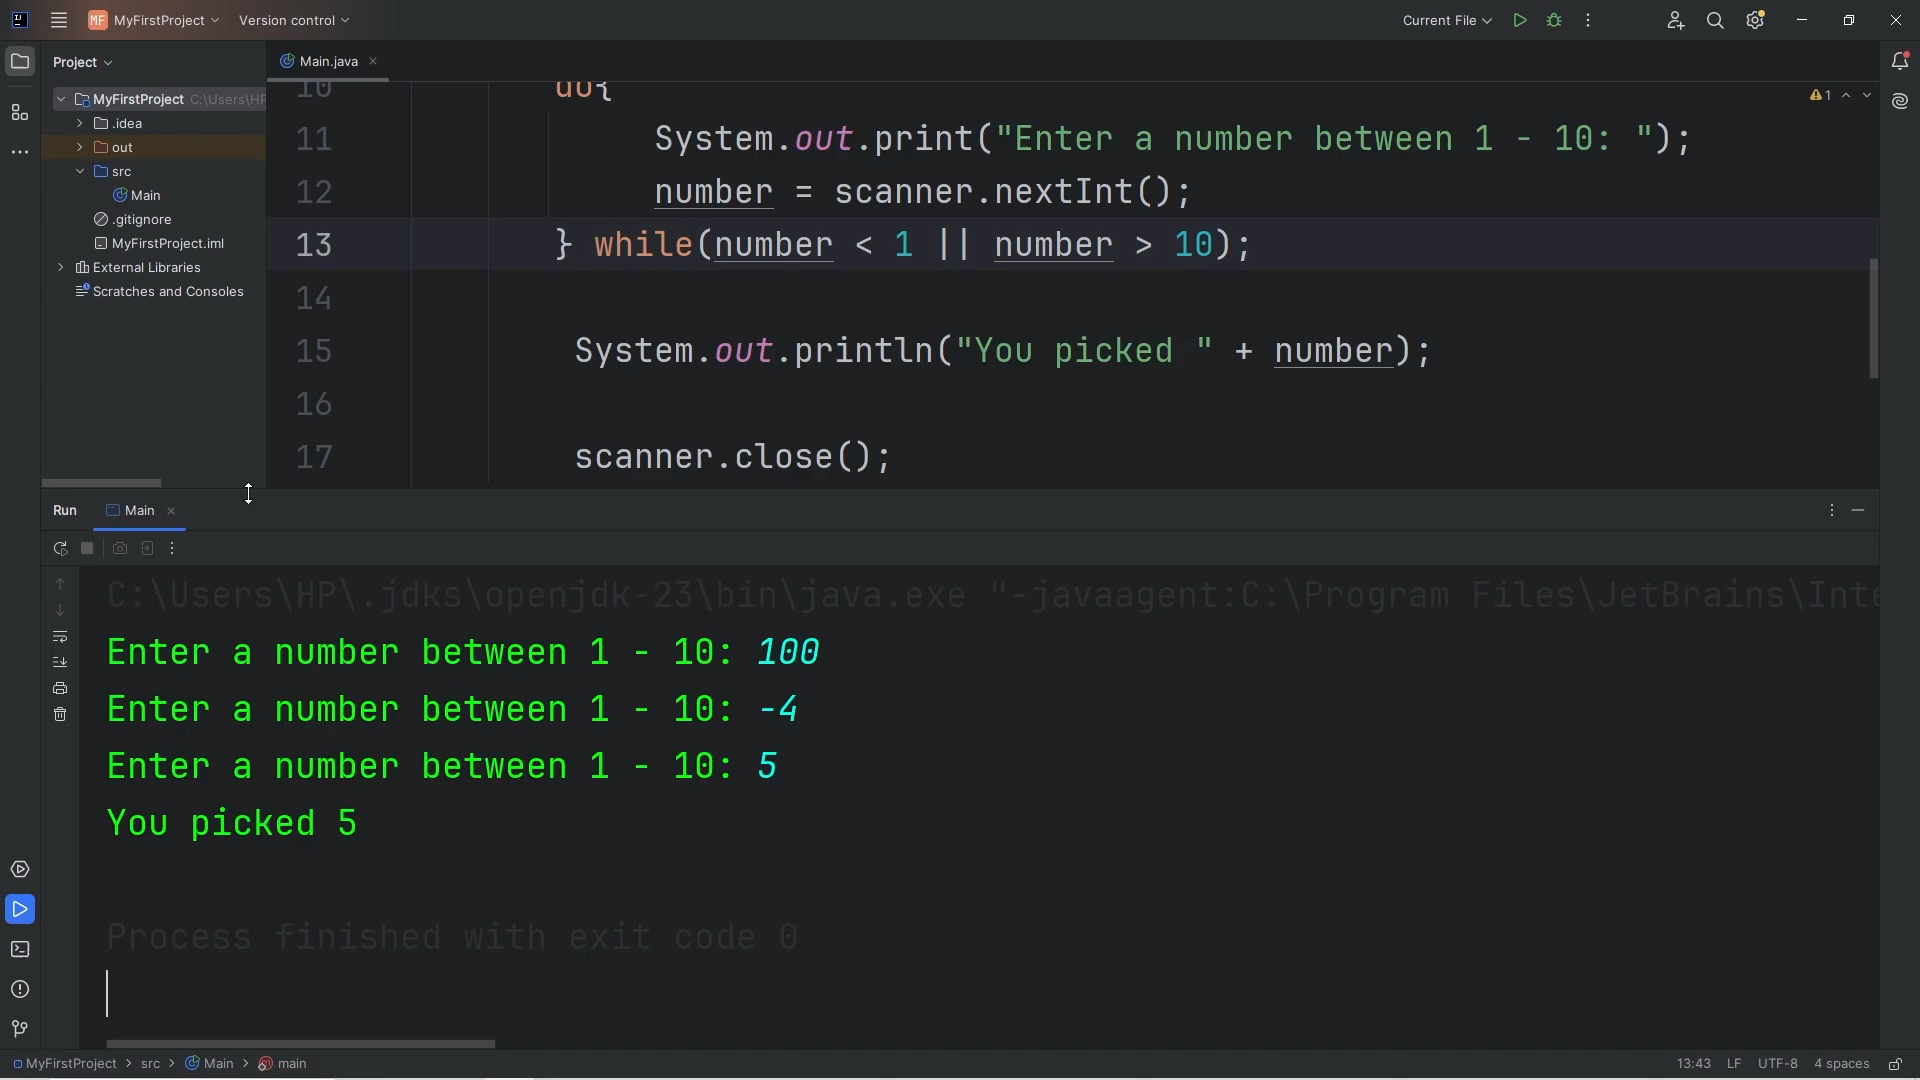 MF MyFirstProject Version control Current File
Project
Main.java
MyFirstProject C:\Users\HP
.idea
out
src
Main
.gitignore
MyFirstProject.iml
External Libraries
Scratches and Consoles
10 do{
11 System.out.print("Enter a number between 1 - 10: ");
12 number = scanner.nextInt();
13 } while(number < 1 || number > 10);
14
15 System.out.println("You picked " + number);
16
17 scanner.close();
1
Run Main
C:\Users\HP\.jdks\openjdk-23\bin\java.exe "-javaagent:C:\Program Files\JetBrains\Inte
Enter a number between 1 - 10: 100
Enter a number between 1 - 10: -4
Enter a number between 1 - 10: 5
You picked 5
Process finished with exit code 0
MyFirstProject > src > Main > main 13:43 LF UTF-8 4 spaces